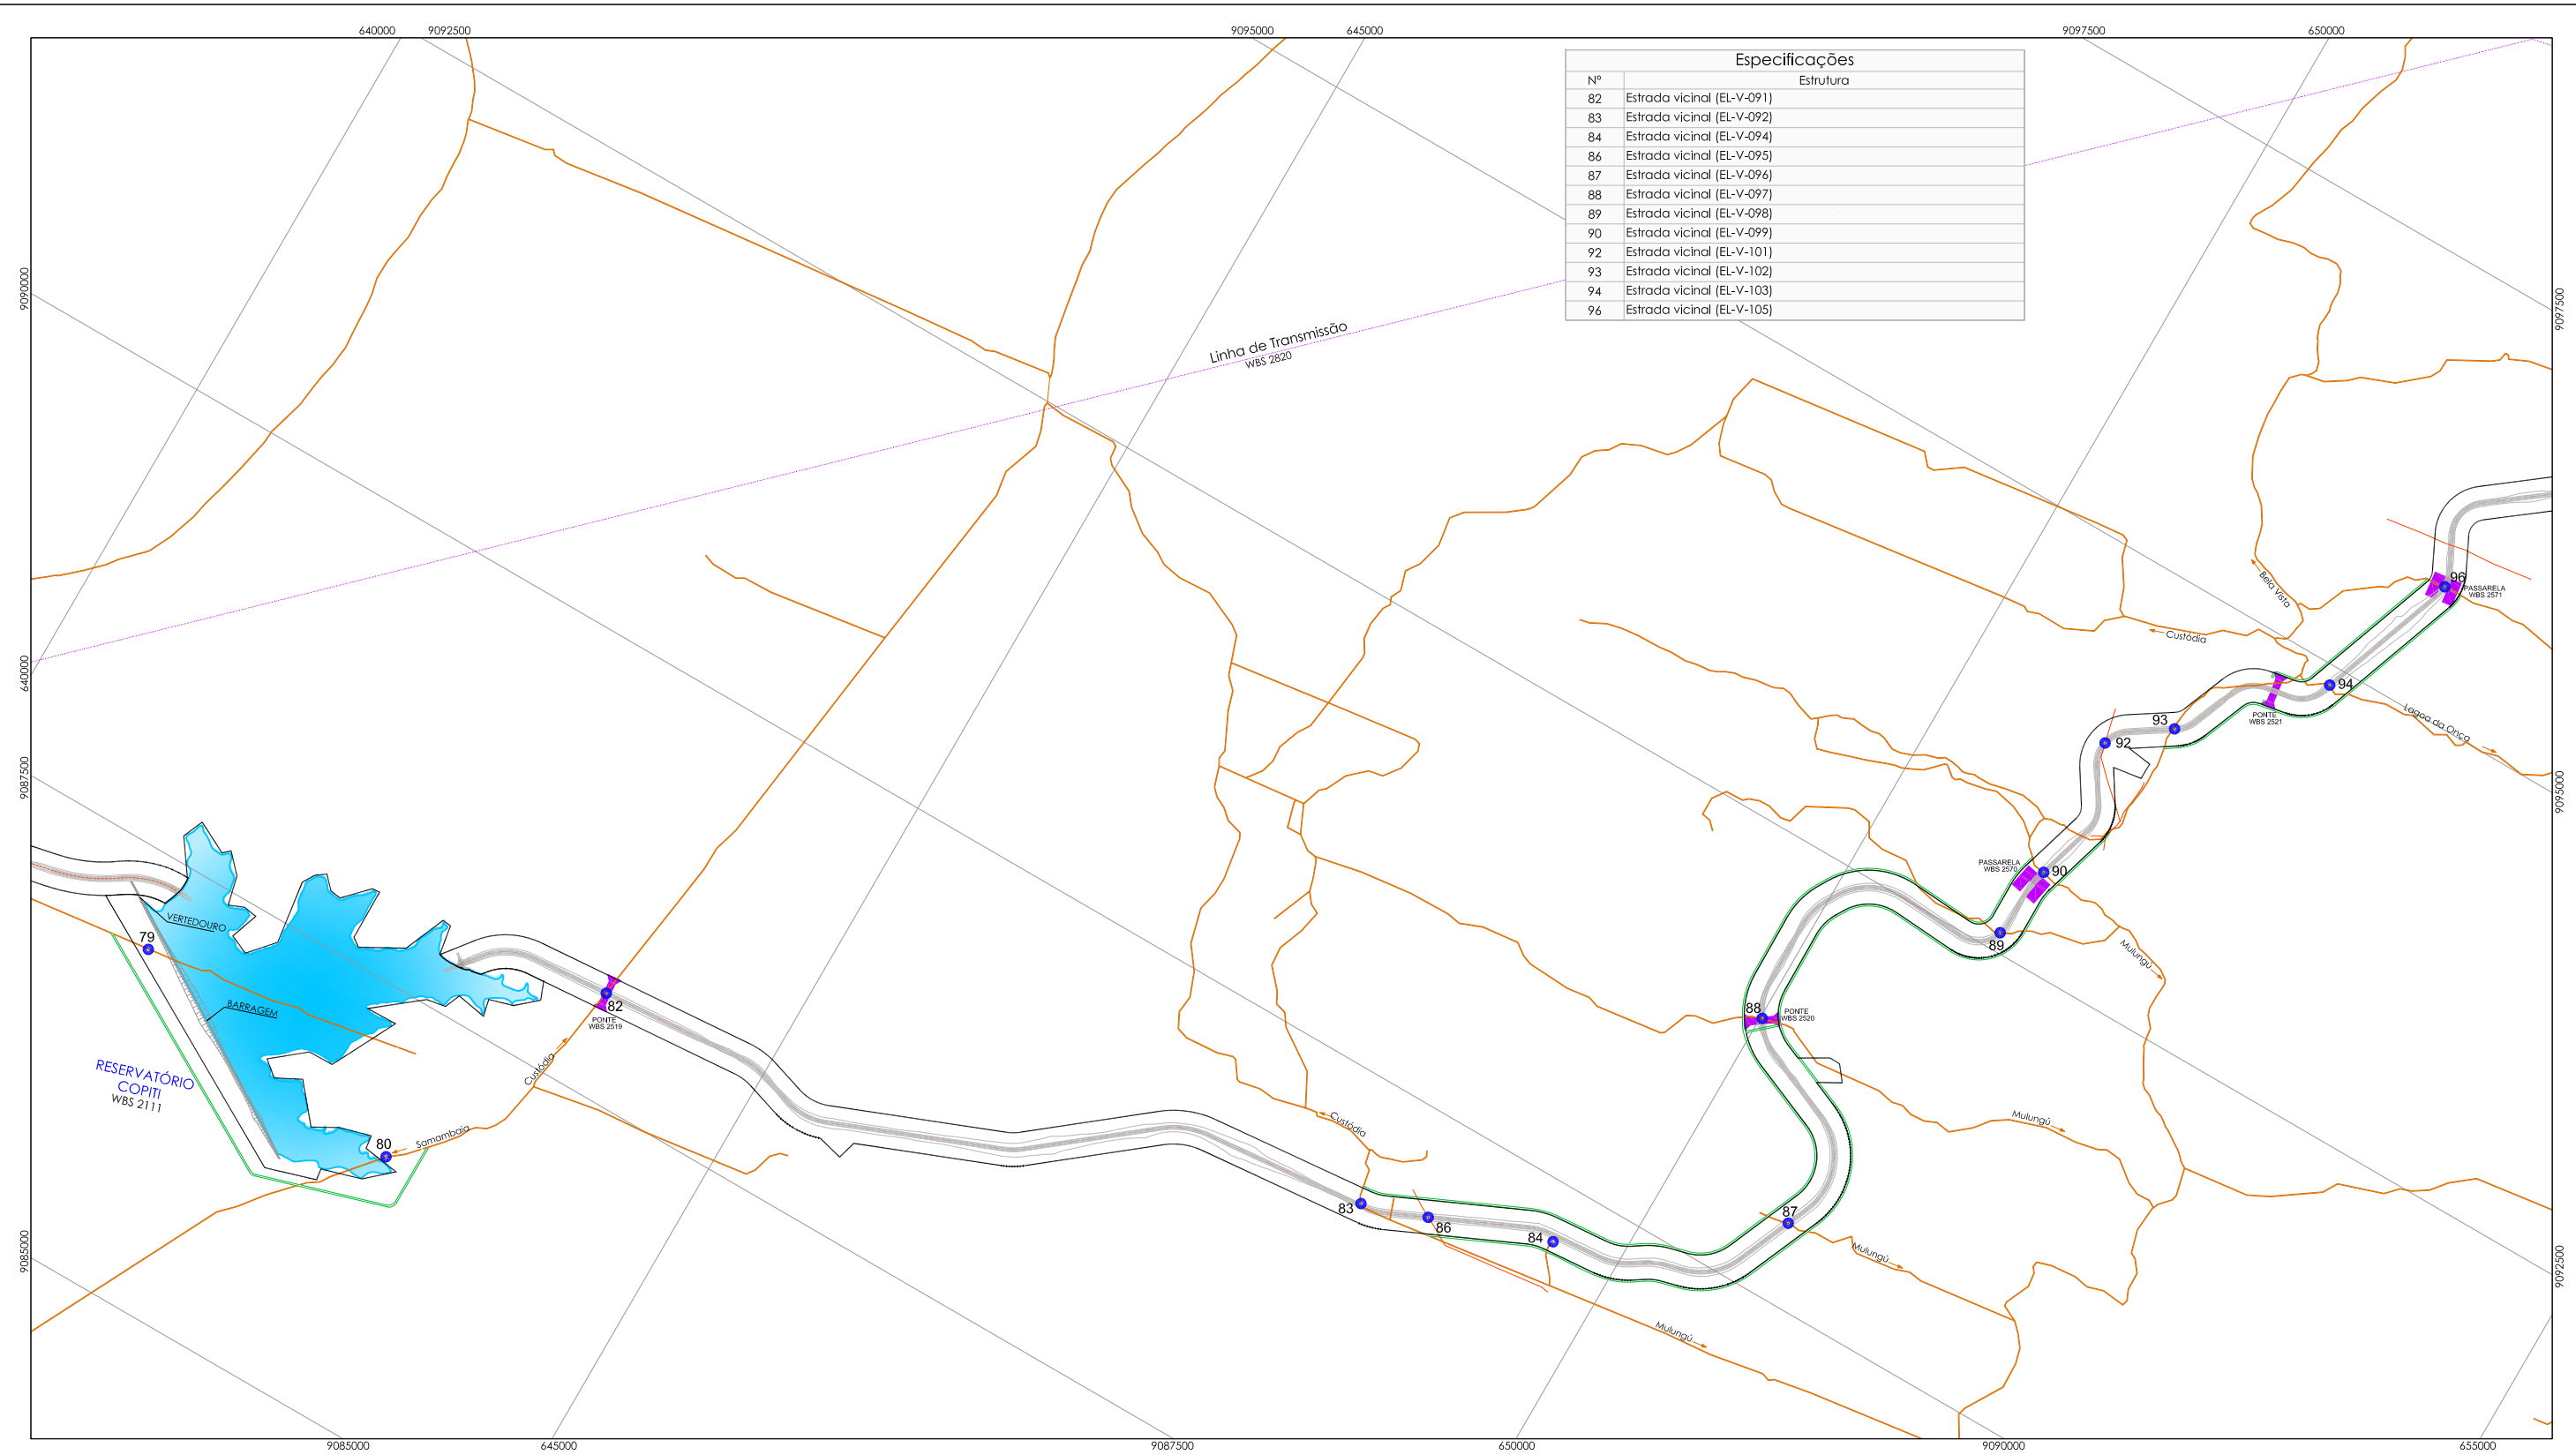 640000
9092500
9095000
645000
9097500
650000
Especificações
Nº Estrutura
82 Estrada vicinal (EL-V-091)
83 Estrada vicinal (EL-V-092)
84 Estrada vicinal (EL-V-094)
86 Estrada vicinal (EL-V-095)
87 Estrada vicinal (EL-V-096)
88 Estrada vicinal (EL-V-097)
89 Estrada vicinal (EL-V-098)
90 Estrada vicinal (EL-V-099)
92 Estrada vicinal (EL-V-101)
93 Estrada vicinal (EL-V-102)
94 Estrada vicinal (EL-V-103)
96 Estrada vicinal (EL-V-105)
9090000
9097500
Linha de Transmissão
WBS 2820
96
PASSARELA
WBS 2571
Bela Vista
Custódia
640000
94
Lagoa da Onça
PONTE
WBS 2521
93
92
9087500
9095000
PASSARELA
WBS 2570
90
VERTEDOURO
79
89
Mulungú
BARRAGEM
82
PONTE
WBS 2519
88
PONTE
WBS 2520
RESERVATÓRIO
COPITI
WBS 2111
Custódia
Samambaia
80
Custódia
Mulungú
83
86
84
87
Mulungú
9085000
9092500
Mulungú
9085000
645000
9087500
650000
9090000
655000